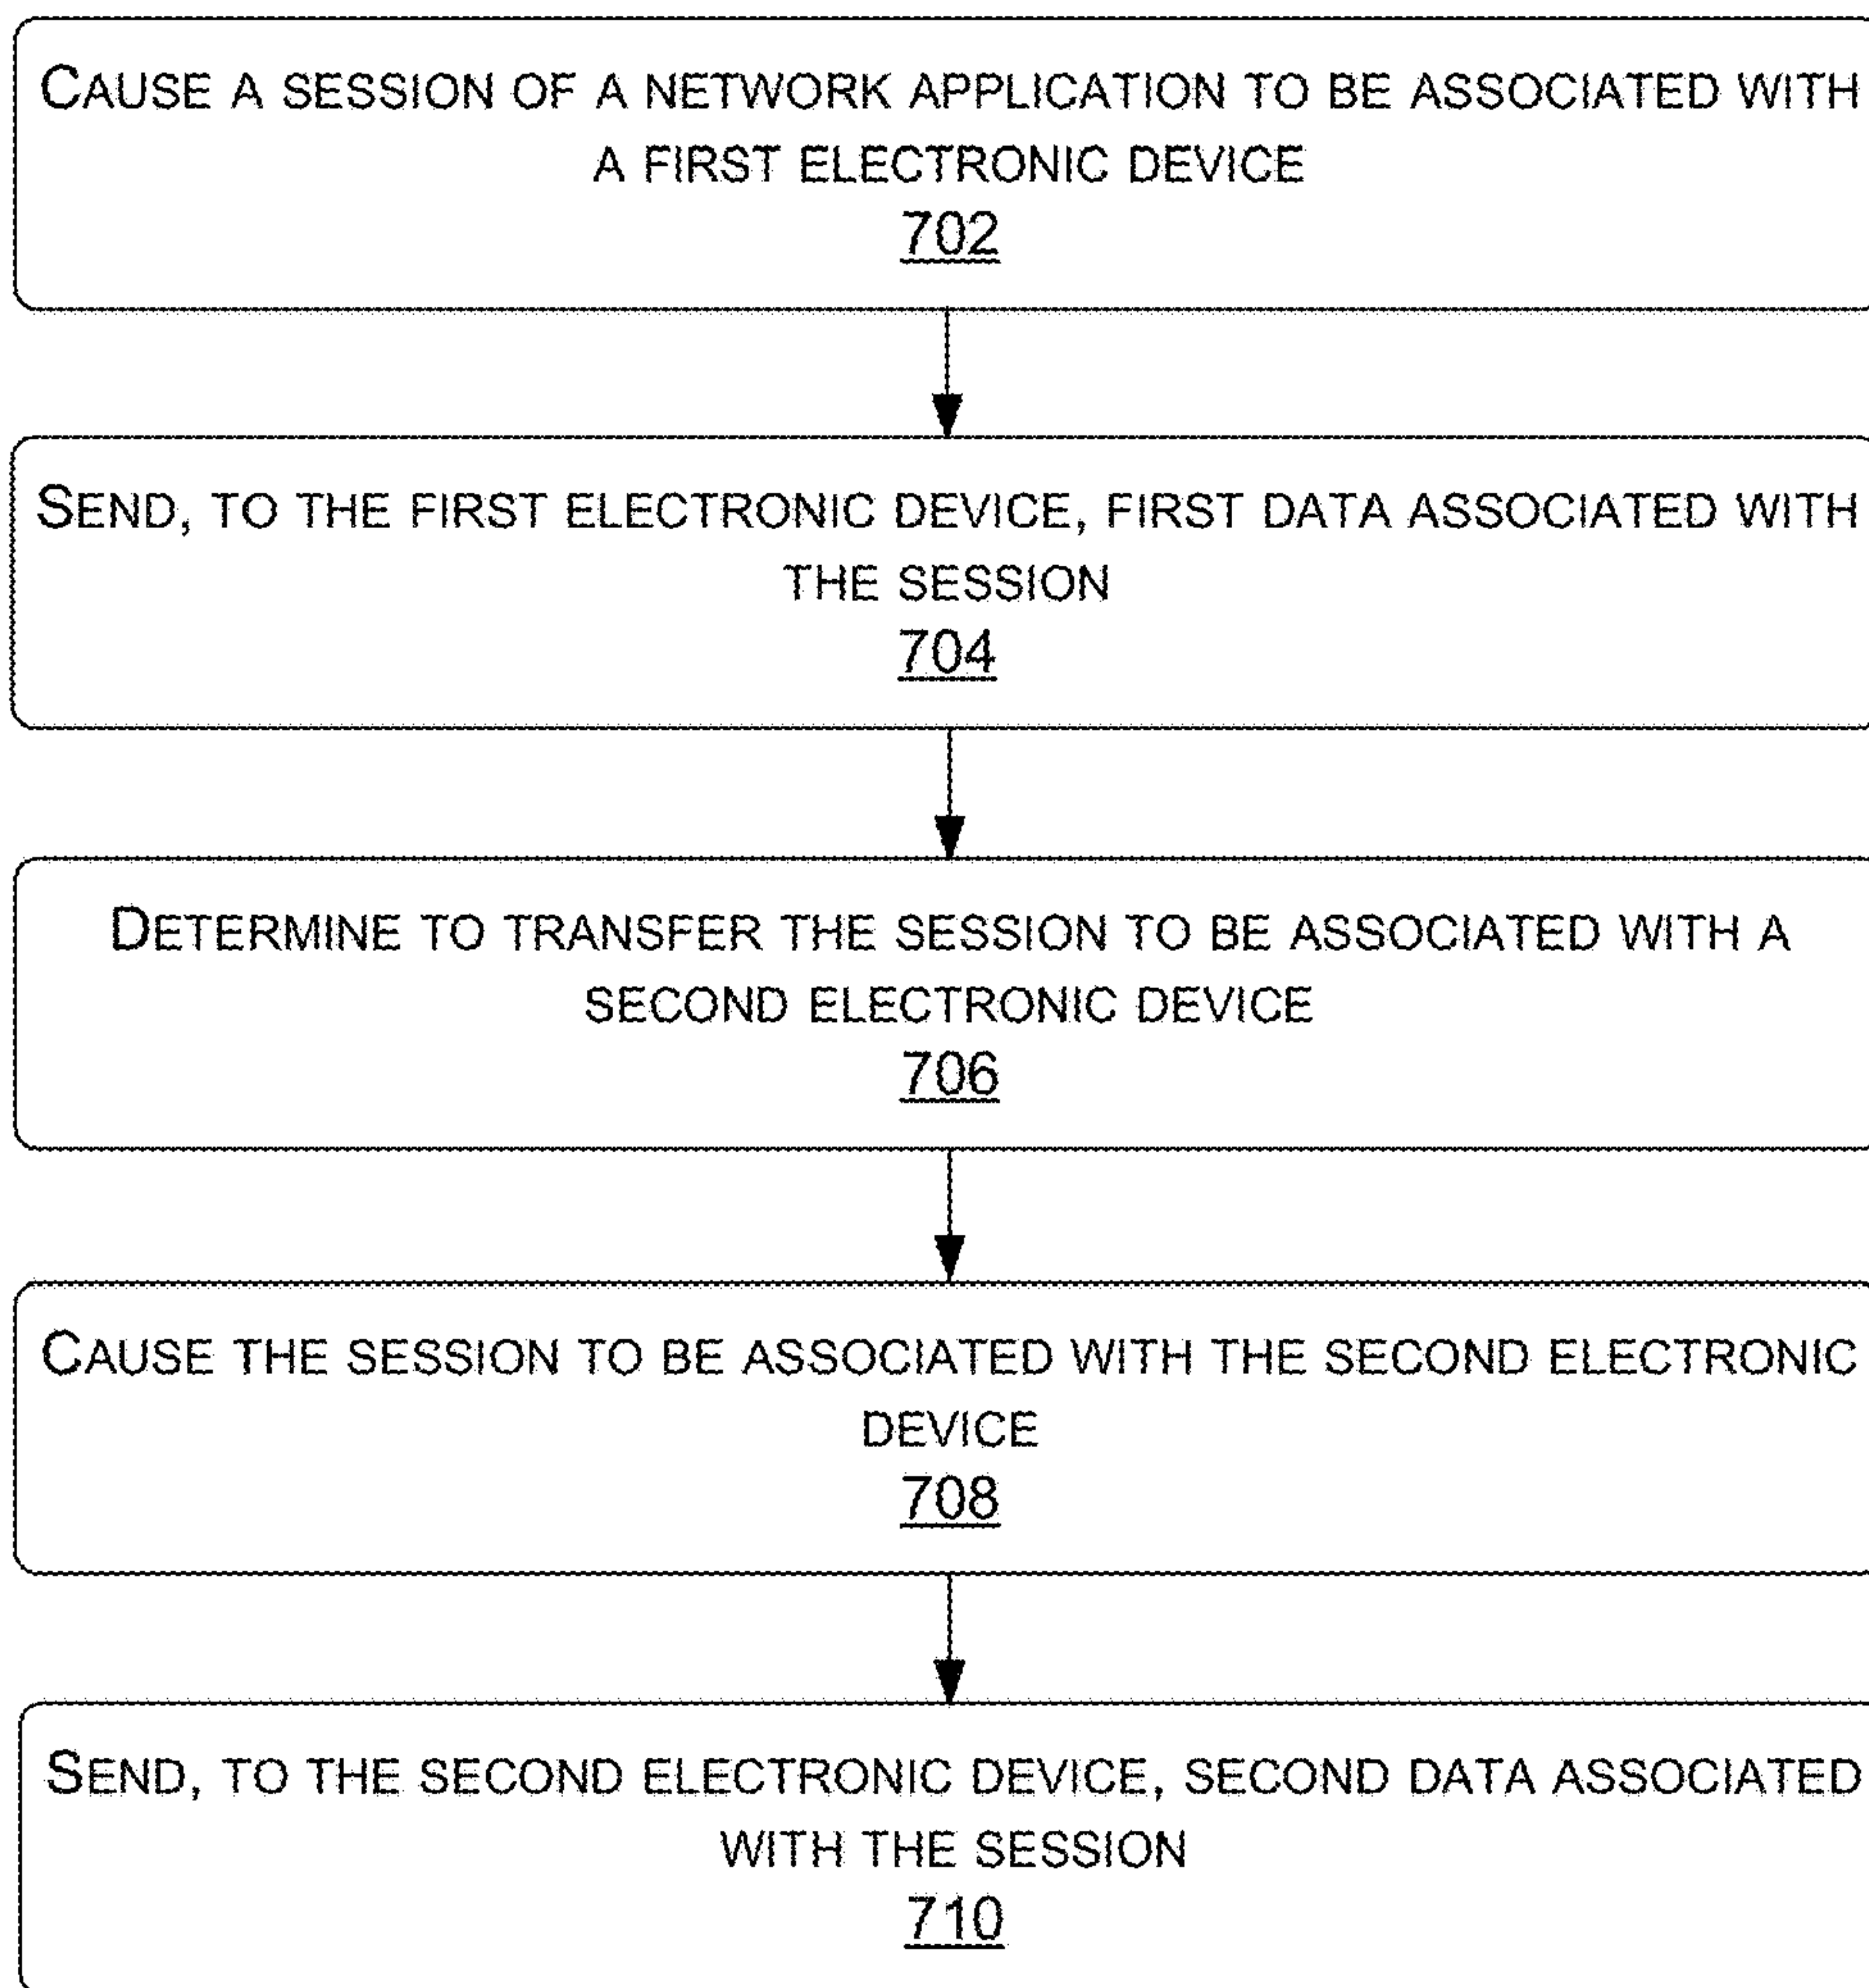 CAUSE A SESSION OF A NETWORK APPLICATION TO BE ASSOCIATED WITH
A FIRST ELECTRONIC DEVICE
702
SEND, TO THE FIRST ELECTRONIC DEVICE, FIRST DATA ASSOCIATED WITH
THE SESSION
704
DETERMINE TO TRANSFER THE SESSION TO BE ASSOCIATED WITH A
SECOND ELECTRONIC DEVICE
706
CAUSE THE SESSION TO BE ASSOCIATED WITH THE SECOND ELECTRONIC
DEVICE
708
SEND, TO THE SECOND ELECTRONIC DEVICE, SECOND DATA ASSOCIATED
WITH THE SESSION
710